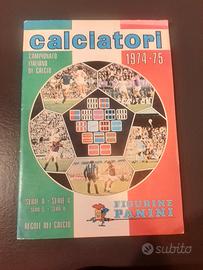 calciatori
CAMPIONATO
ITALIANO
DI CALCIO
1974-75
SERIE A - SERIE B
SERIE C - SERIE D
REGOLE DEL CALCIO
FIGURINE
PANINI
subito